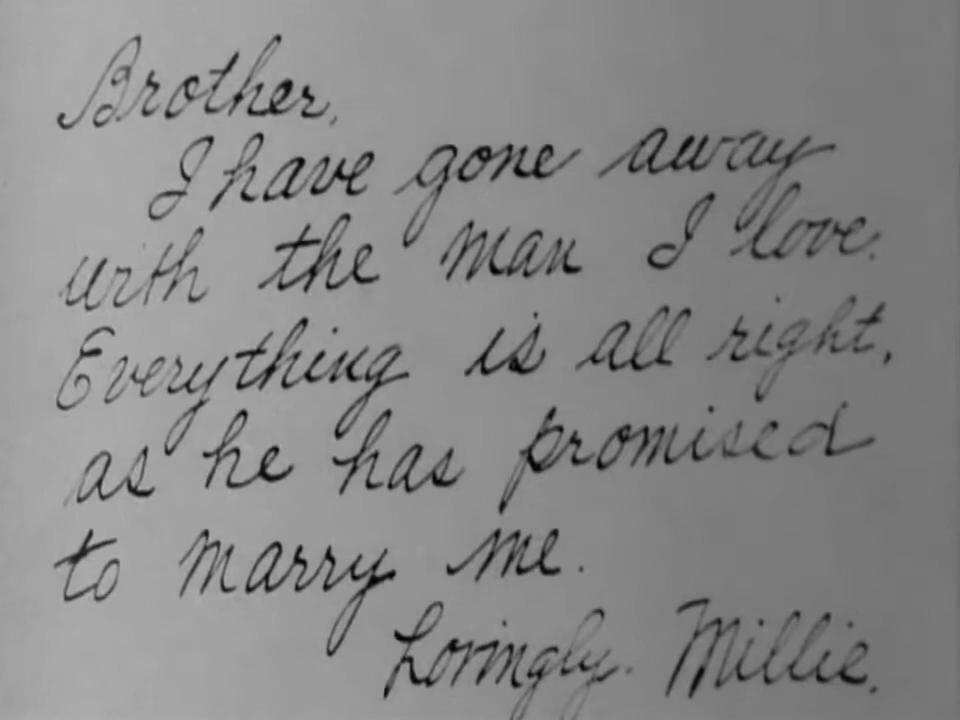 Brother,
I have gone away
with the man I love.
Everything is all right,
as he has promised
to marry me.
Lovingly. Millie.